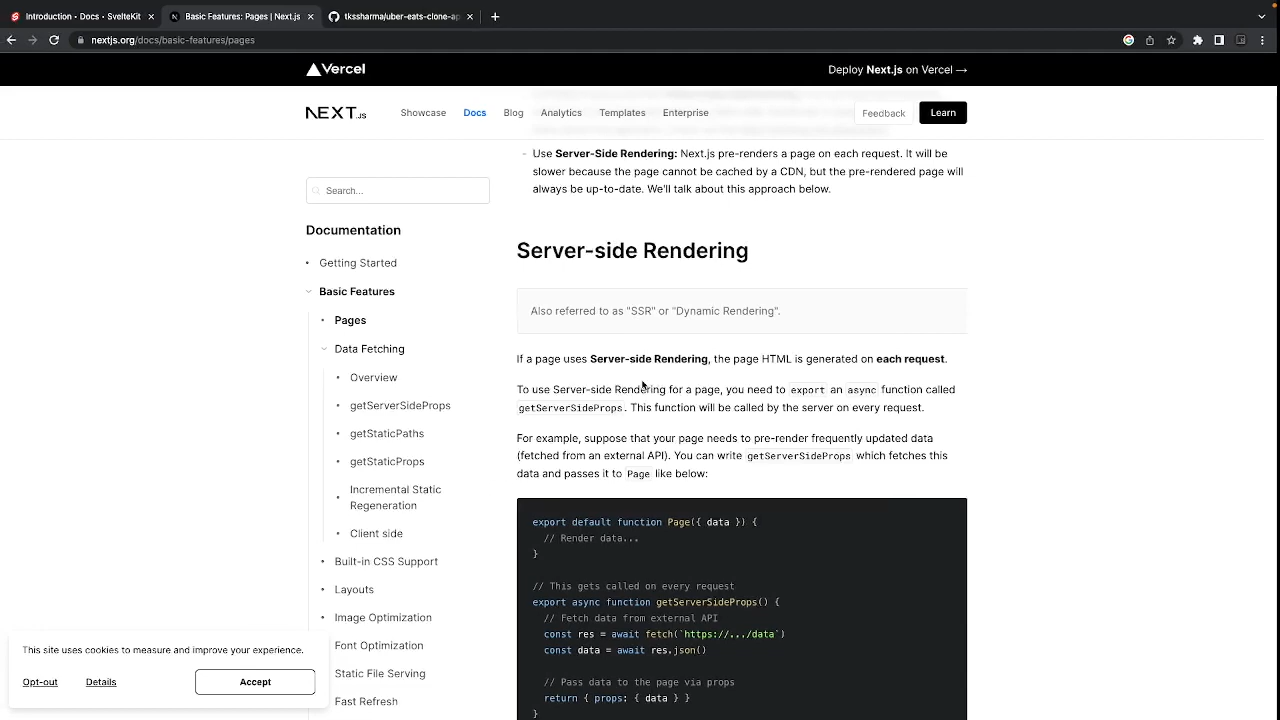 Introduction • Docs • SvelteKit
Basic Features: Pages | Next.js
tkssharma/uber-eats-clone-ap
nextjs.org/docs/basic-features/pages
Vercel
Deploy Next.js on Vercel →
NEXT.JS
Showcase
Docs
Blog
Analytics
Templates
Enterprise
Feedback
Learn
Search...
Documentation
Getting Started
Basic Features
Pages
Data Fetching
Overview
getServerSideProps
getStaticPaths
getStaticProps
Incremental Static
Regeneration
Client side
Built-in CSS Support
Layouts
Image Optimization
Font Optimization
Static File Serving
Fast Refresh
- Use Server-Side Rendering: Next.js pre-renders a page on each request. It will be
slower because the page cannot be cached by a CDN, but the pre-rendered page will
always be up-to-date. We'll talk about this approach below.
Server-side Rendering
Also referred to as "SSR" or "Dynamic Rendering".
If a page uses Server-side Rendering, the page HTML is generated on each request.
To use Server-side Rendering for a page, you need to export an async function called
getServerSideProps. This function will be called by the server on every request.
For example, suppose that your page needs to pre-render frequently updated data
(fetched from an external API). You can write getServerSideProps which fetches this
data and passes it to Page like below:
export default function Page({ data }) {
// Render data...
}
// This gets called on every request
export async function getServerSideProps() {
// Fetch data from external API
const res = await fetch(`https://.../data`)
const data = await res.json()
// Pass data to the page via props
return { props: { data } }
}
This site uses cookies to measure and improve your experience.
Opt-out
Details
Accept